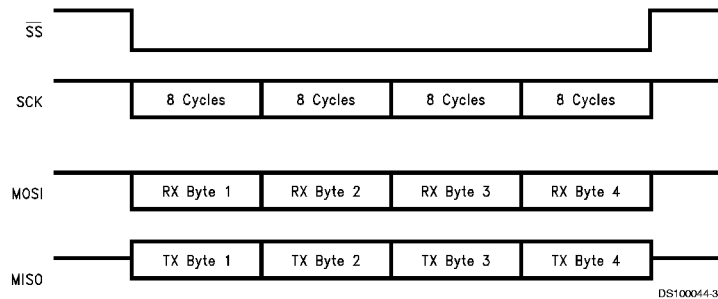 SS
SCK
8 Cycles 8 Cycles 8 Cycles 8 Cycles
MOSI
RX Byte 1 RX Byte 2 RX Byte 3 RX Byte 4
MISO
TX Byte 1 TX Byte 2 TX Byte 3 TX Byte 4
DS100044-3